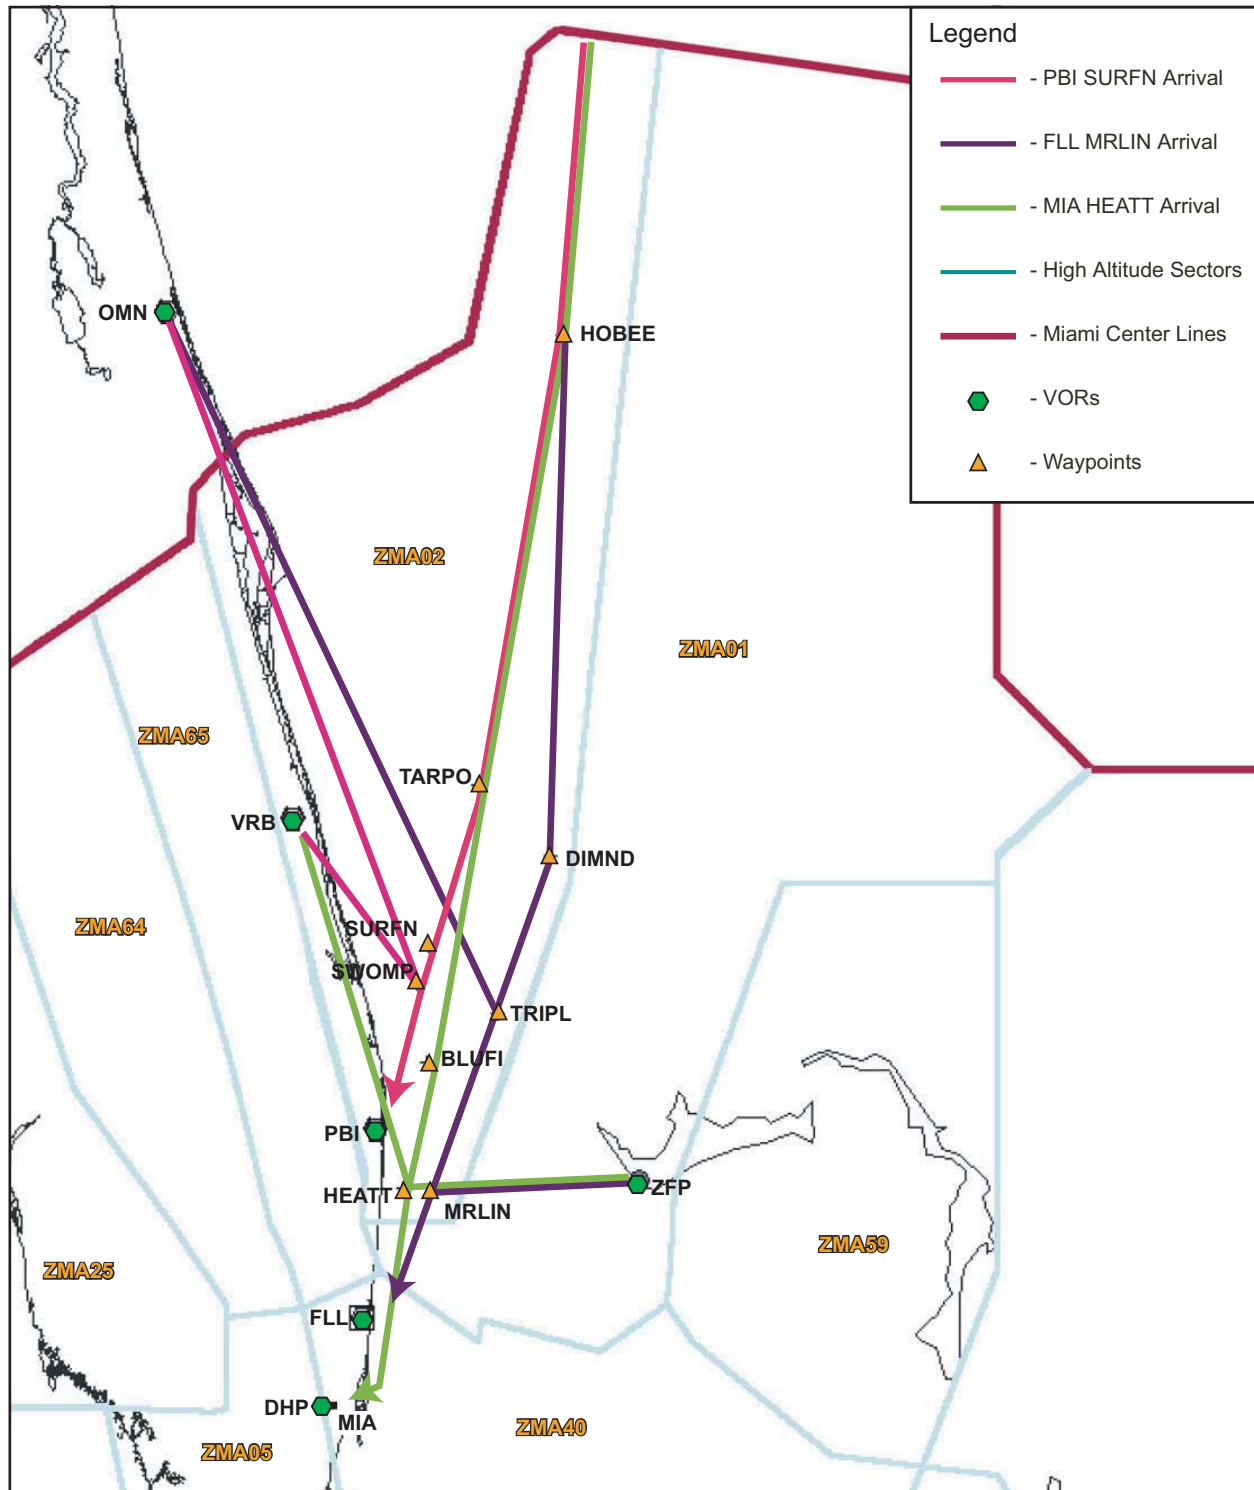 Legend
- PBI SURFN Arrival
- FLL MRLIN Arrival
- MIA HEATT Arrival
- High Altitude Sectors
- Miami Center Lines
- VORs
- Waypoints
OMN
HOBEE
ZMA02
ZMA01
ZMA65
TARPO
VRB
DIMND
ZMA64
SURFN
SWOMP
TRIPL
BLUFI
PBI
HEATT
MRLIN
ZFP
ZMA25
ZMA59
FLL
DHP
MIA
ZMA05
ZMA40